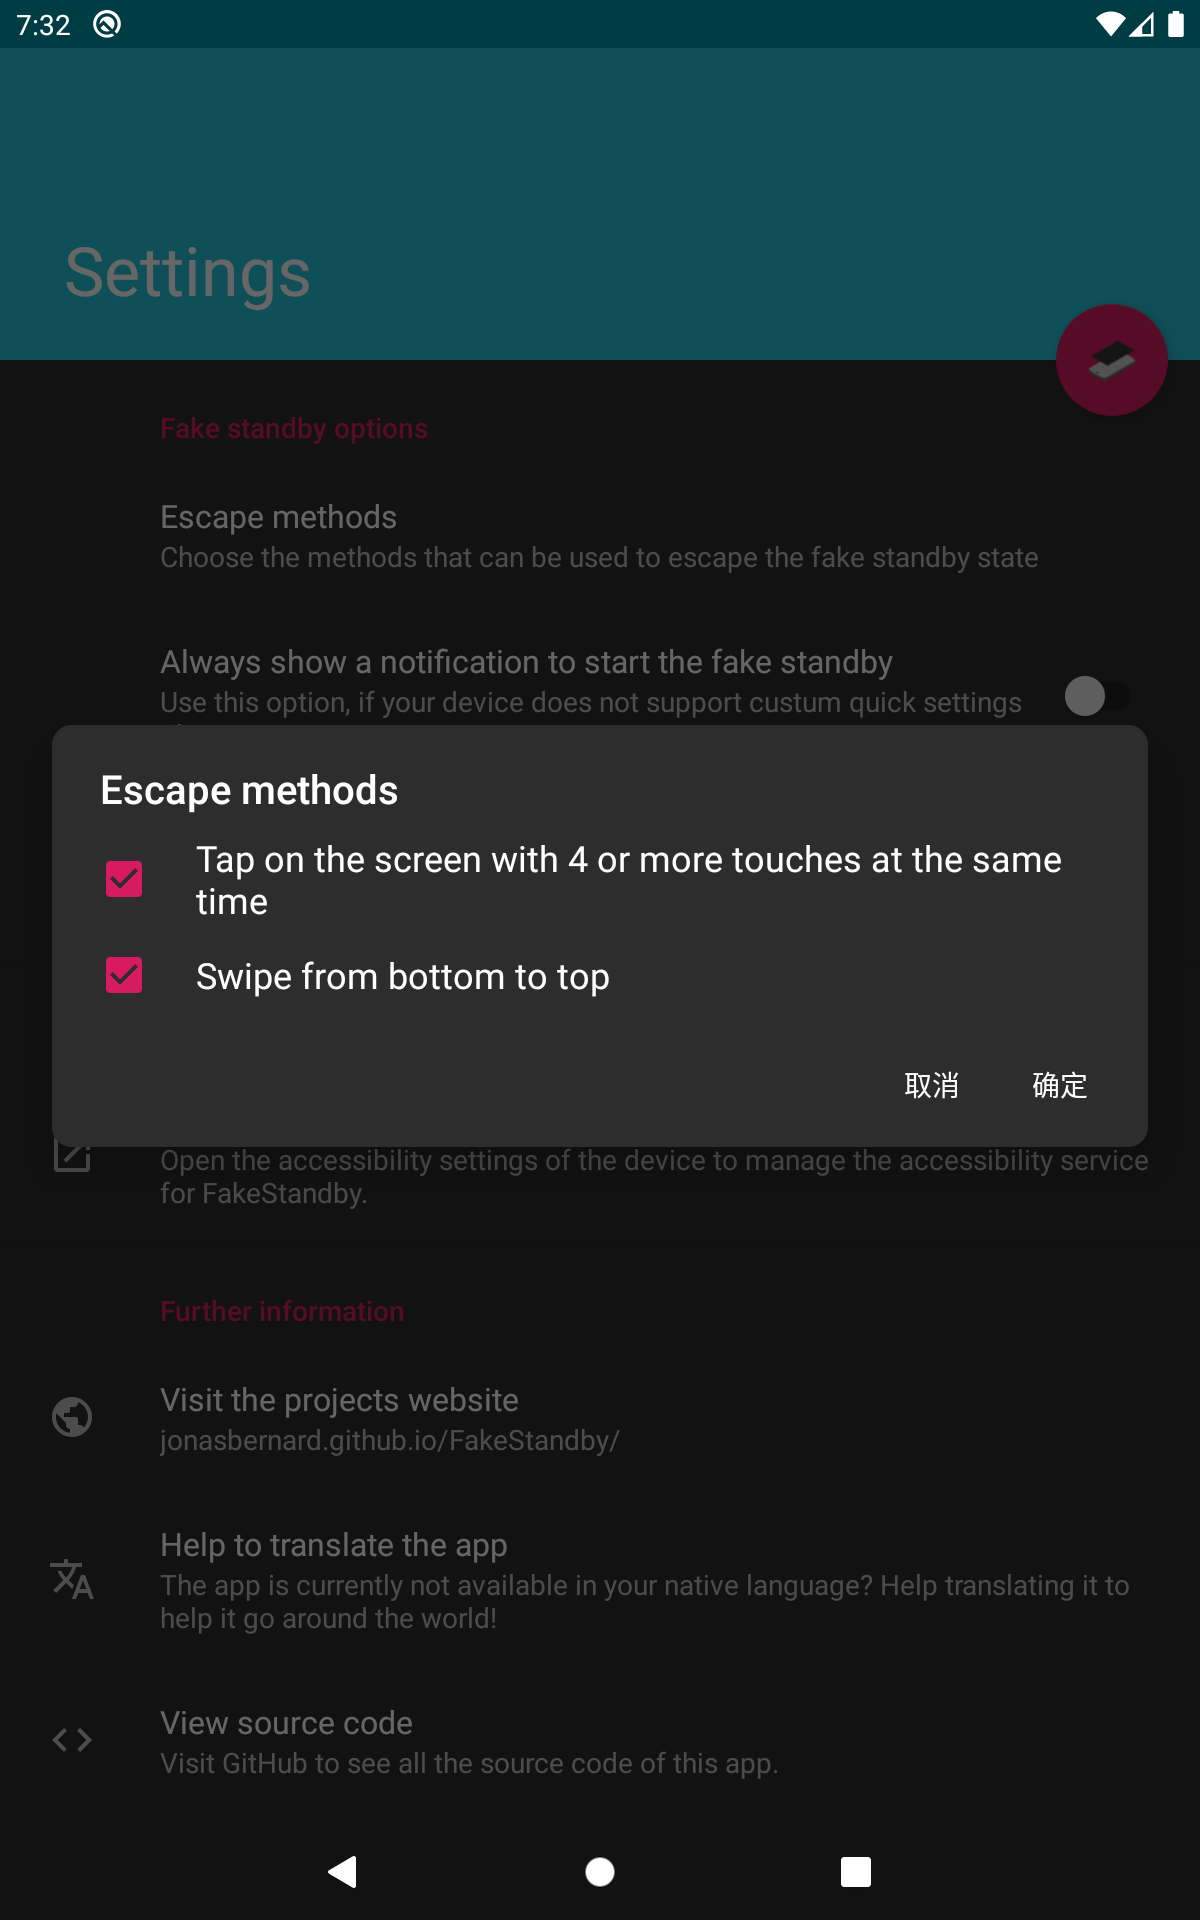 7:32
Settings
Fake standby options
Escape methods
Choose the methods that can be used to escape the fake standby state
Always show a notification to start the fake standby
Use this option, if your device does not support custum quick settings
Escape methods
Tap on the screen with 4 or more touches at the same
time
Swipe from bottom to top
取消
确定
Open the accessibility settings of the device to manage the accessibility service
for FakeStandby.
Further information
Visit the projects website
jonasbernard.github.io/FakeStandby/
Help to translate the app
The app is currently not available in your native language? Help translating it to
help it go around the world!
View source code
Visit GitHub to see all the source code of this app.